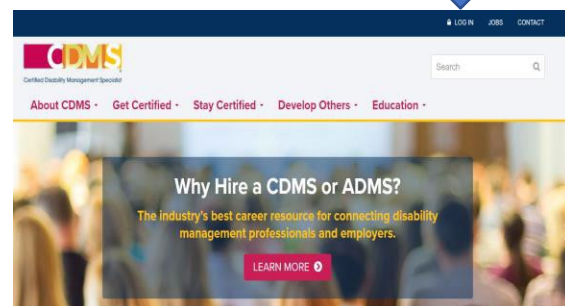 LOG IN JOBS CONTACT
CDMS
Certified Disability Management Specialist
Search
About CDMS Get Certified Stay Certified Develop Others Education
Why Hire a CDMS or ADMS?
The industry's best career resource for connecting disability
management professionals and employers.
LEARN MORE